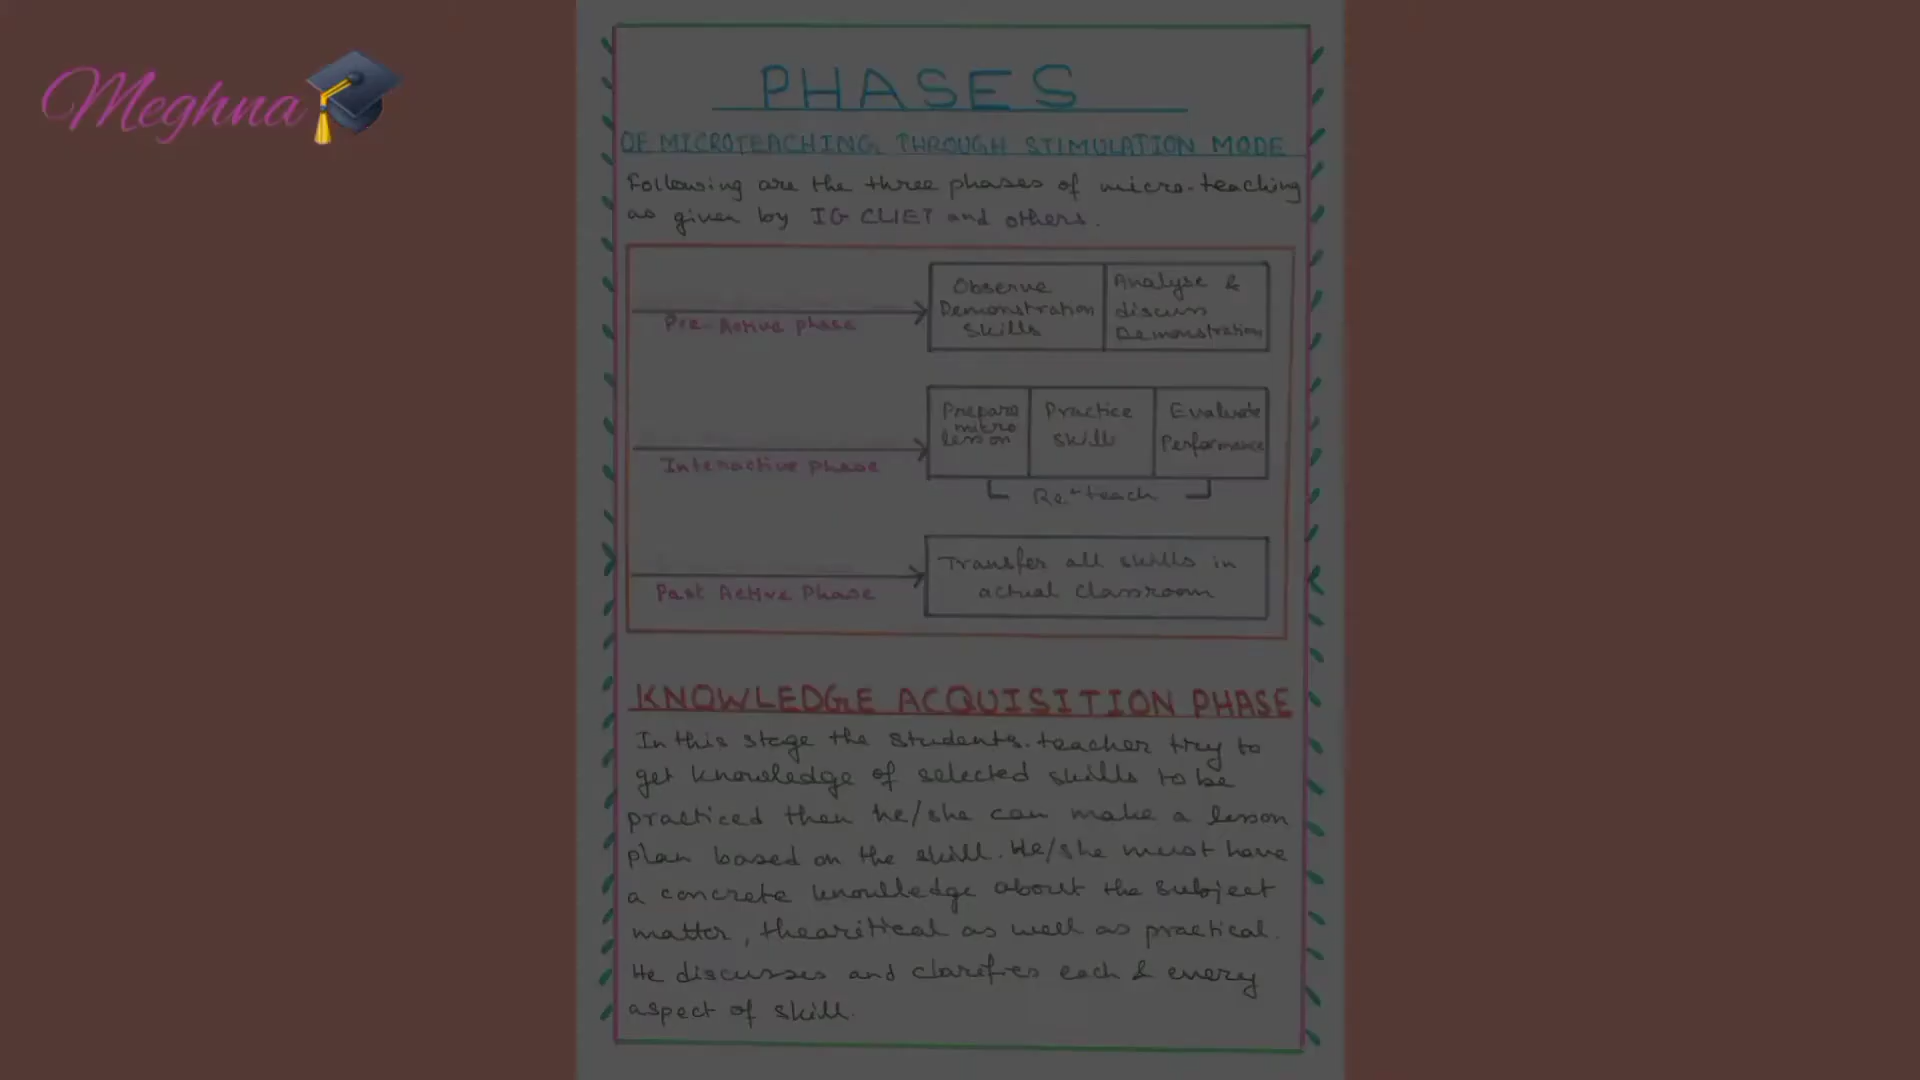 Meghna
PHASES
OF MICROTEACHING THROUGH STIMULATION MODE
Following are the three phases of micro-teaching
as given by IG CLIET and others.
Observe
Demonstration
Skills
Analyse &
discuss
Demonstration
Pre-Active phase
Prepare
micro
lesson
Practice
skill
Evaluate
Performance
Interactive phase
Re-teach
Transfer all skills in
actual classroom
Past Active Phase
KNOWLEDGE ACQUISITION PHASE
In this stage the students-teacher try to
get knowledge of selected skills to be
practiced then he/she can make a lesson
plan based on the skill. He/she must have
a concrete knowledge about the subject
matter, thearitical as well as practical.
He discusses and clarifies each & every
aspect of skill.